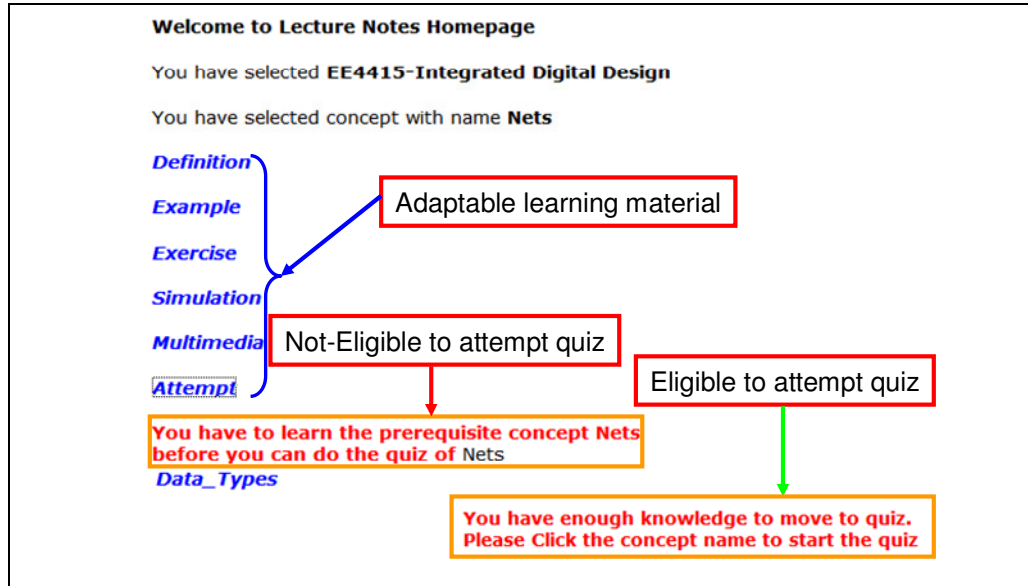 Welcome to Lecture Notes Homepage
You have selected EE4415-Integrated Digital Design
You have selected concept with name Nets
Definition
Adaptable learning material
Example
Exercise
Simulation
Multimedia
Not-Eligible to attempt quiz
Eligible to attempt quiz
Attempt
You have to learn the prerequisite concept Nets
before you can do the quiz of Nets
Data_Types
You have enough knowledge to move to quiz.
Please Click the concept name to start the quiz